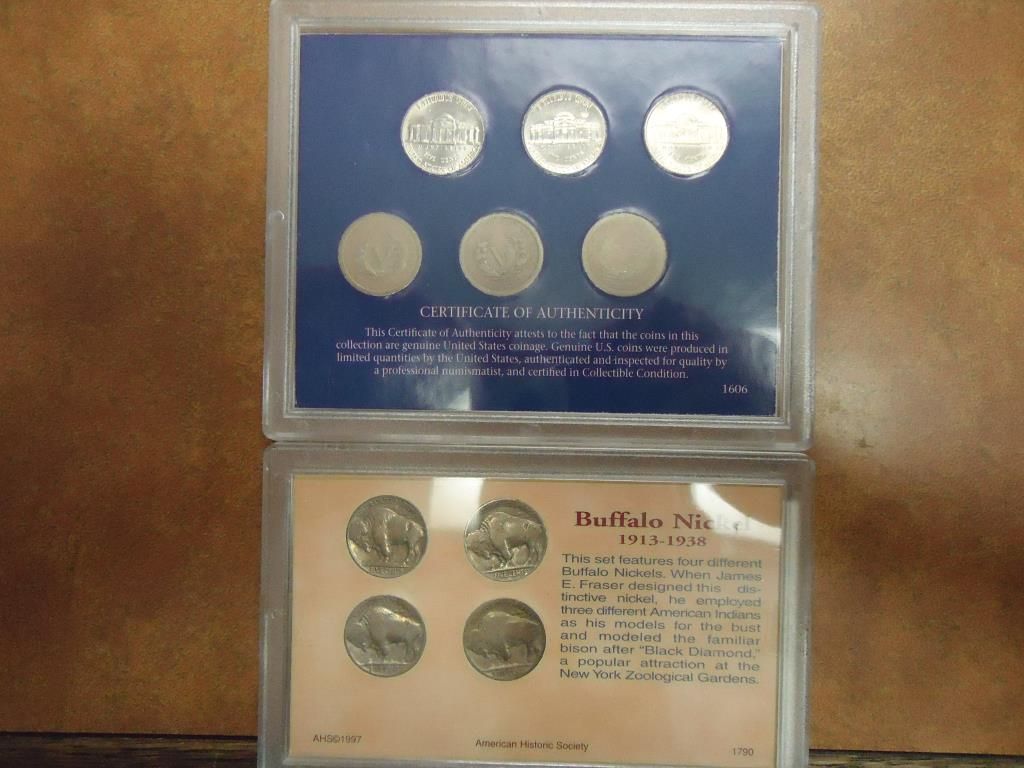 CERTIFICATE OF AUTHENTICITY
This Certificate of Authenticity attests to the fact that the coins in this
collection are genuine United States coinage. Genuine U.S. coins were produced in
limited quantities by the United States, authenticated and inspected for quality by
a professional numismatist, and certified in Collectible Condition.
1606
Buffalo Nickel
1913-1938
This set features four different
Buffalo Nickels. When James
E. Fraser designed this dis-
tinctive nickel, he employed
three different American Indians
as his models for the bust
and modeled the familiar
bison after "Black Diamond,"
a popular attraction at the
New York Zoological Gardens.
AHS©1997
American Historic Society
1790